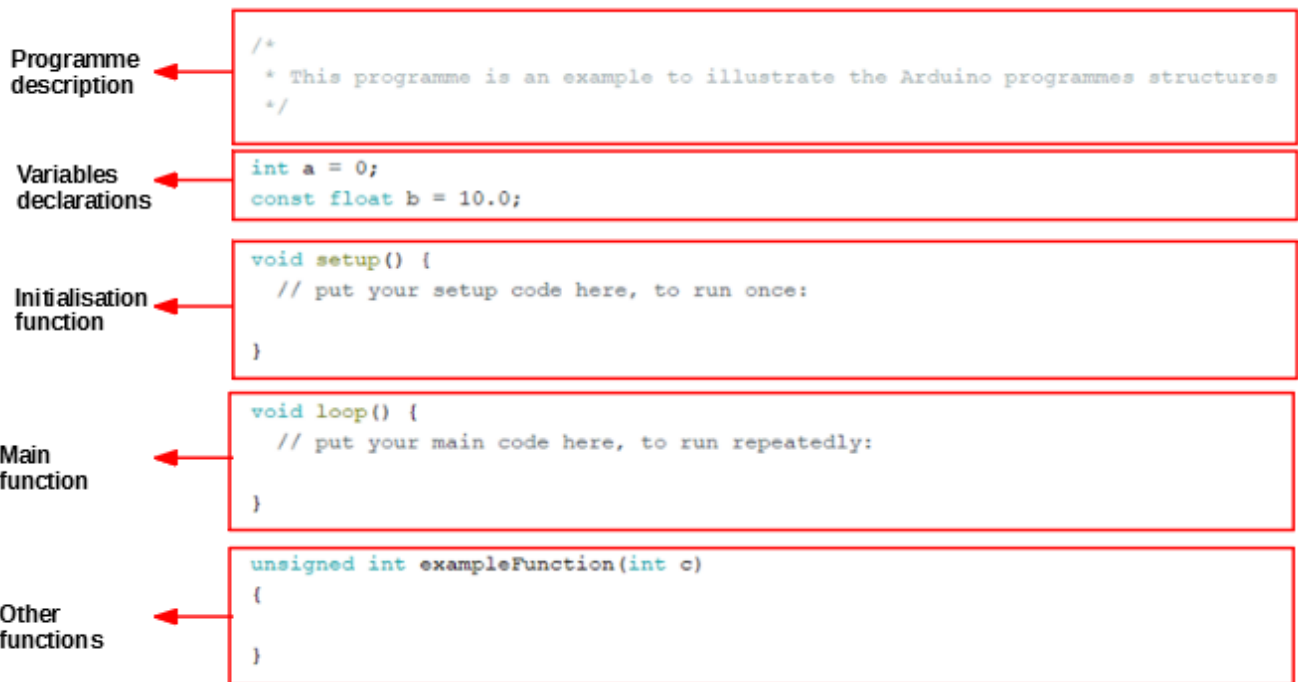 Programme
description
/*
* This programme is an example to illustrate the Arduino programmes structures
*/
Variables
declarations
int a = 0;
const float b = 10.0;
Initialisation
function
void setup() {
// put your setup code here, to run once:
}
Main
function
void loop() {
// put your main code here, to run repeatedly:
}
Other
functions
unsigned int exampleFunction(int c)
{
}